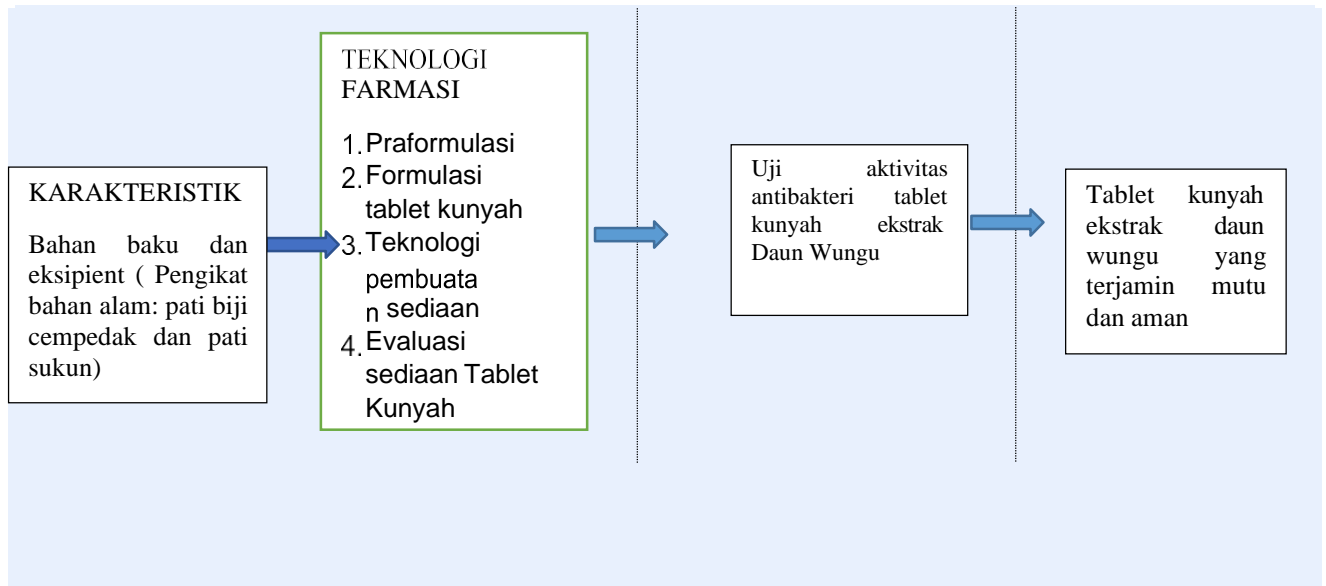 KARAKTERISTIK
Bahan baku dan
eksipient ( Pengikat
bahan alam: pati biji
cempedak dan pati
sukun)
TEKNOLOGI
FARMASI
1. Praformulasi
2. Formulasi
tablet kunyah
3. Teknologi
pembuata
n sediaan
4. Evaluasi
sediaan Tablet
Kunyah
Uji aktivitas
antibakteri tablet
kunyah ekstrak
Daun Wungu
Tablet kunyah
ekstrak daun
wungu yang
terjamin mutu
dan aman